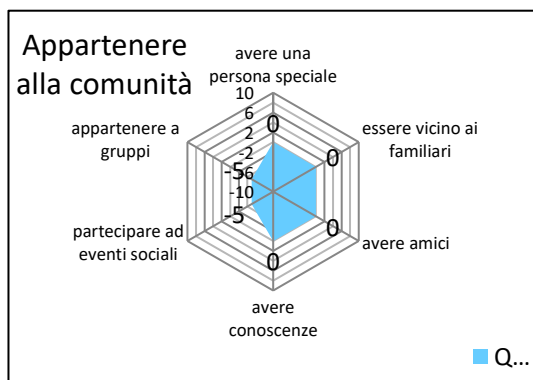 Appartenere
alla comunità
avere una
persona speciale
10
6
2
-2
-6
-10
0
essere vicino ai
familiari
0
avere amici
0
avere
conoscenze
0
partecipare ad
eventi sociali
-5
appartenere a
gruppi
-5
Q...